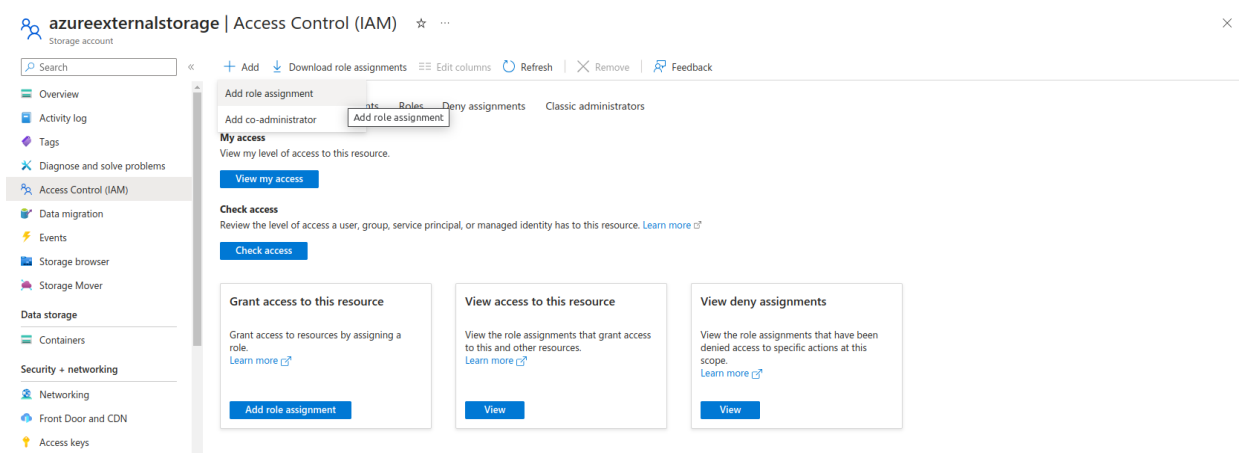 azureexternalstorage | Access Control (IAM) ☆ ···
Storage account
Search
Overview
Activity log
Tags
Diagnose and solve problems
Access Control (IAM)
Data migration
Events
Storage browser
Storage Mover
Data storage
Containers
Security + networking
Networking
Front Door and CDN
Access keys
Add Download role assignments Edit columns Refresh Remove Feedback
Add role assignment
Add co-administrator
Roles Deny assignments Classic administrators
Add role assignment
My access
View my level of access to this resource.
View my access
Check access
Review the level of access a user, group, service principal, or managed identity has to this resource. Learn more
Check access
Grant access to this resource
Grant access to resources by assigning a
role.
Learn more
Add role assignment
View access to this resource
View the role assignments that grant access
to this and other resources.
Learn more
View
View deny assignments
View the role assignments that have been
denied access to specific actions at this
scope.
Learn more
View